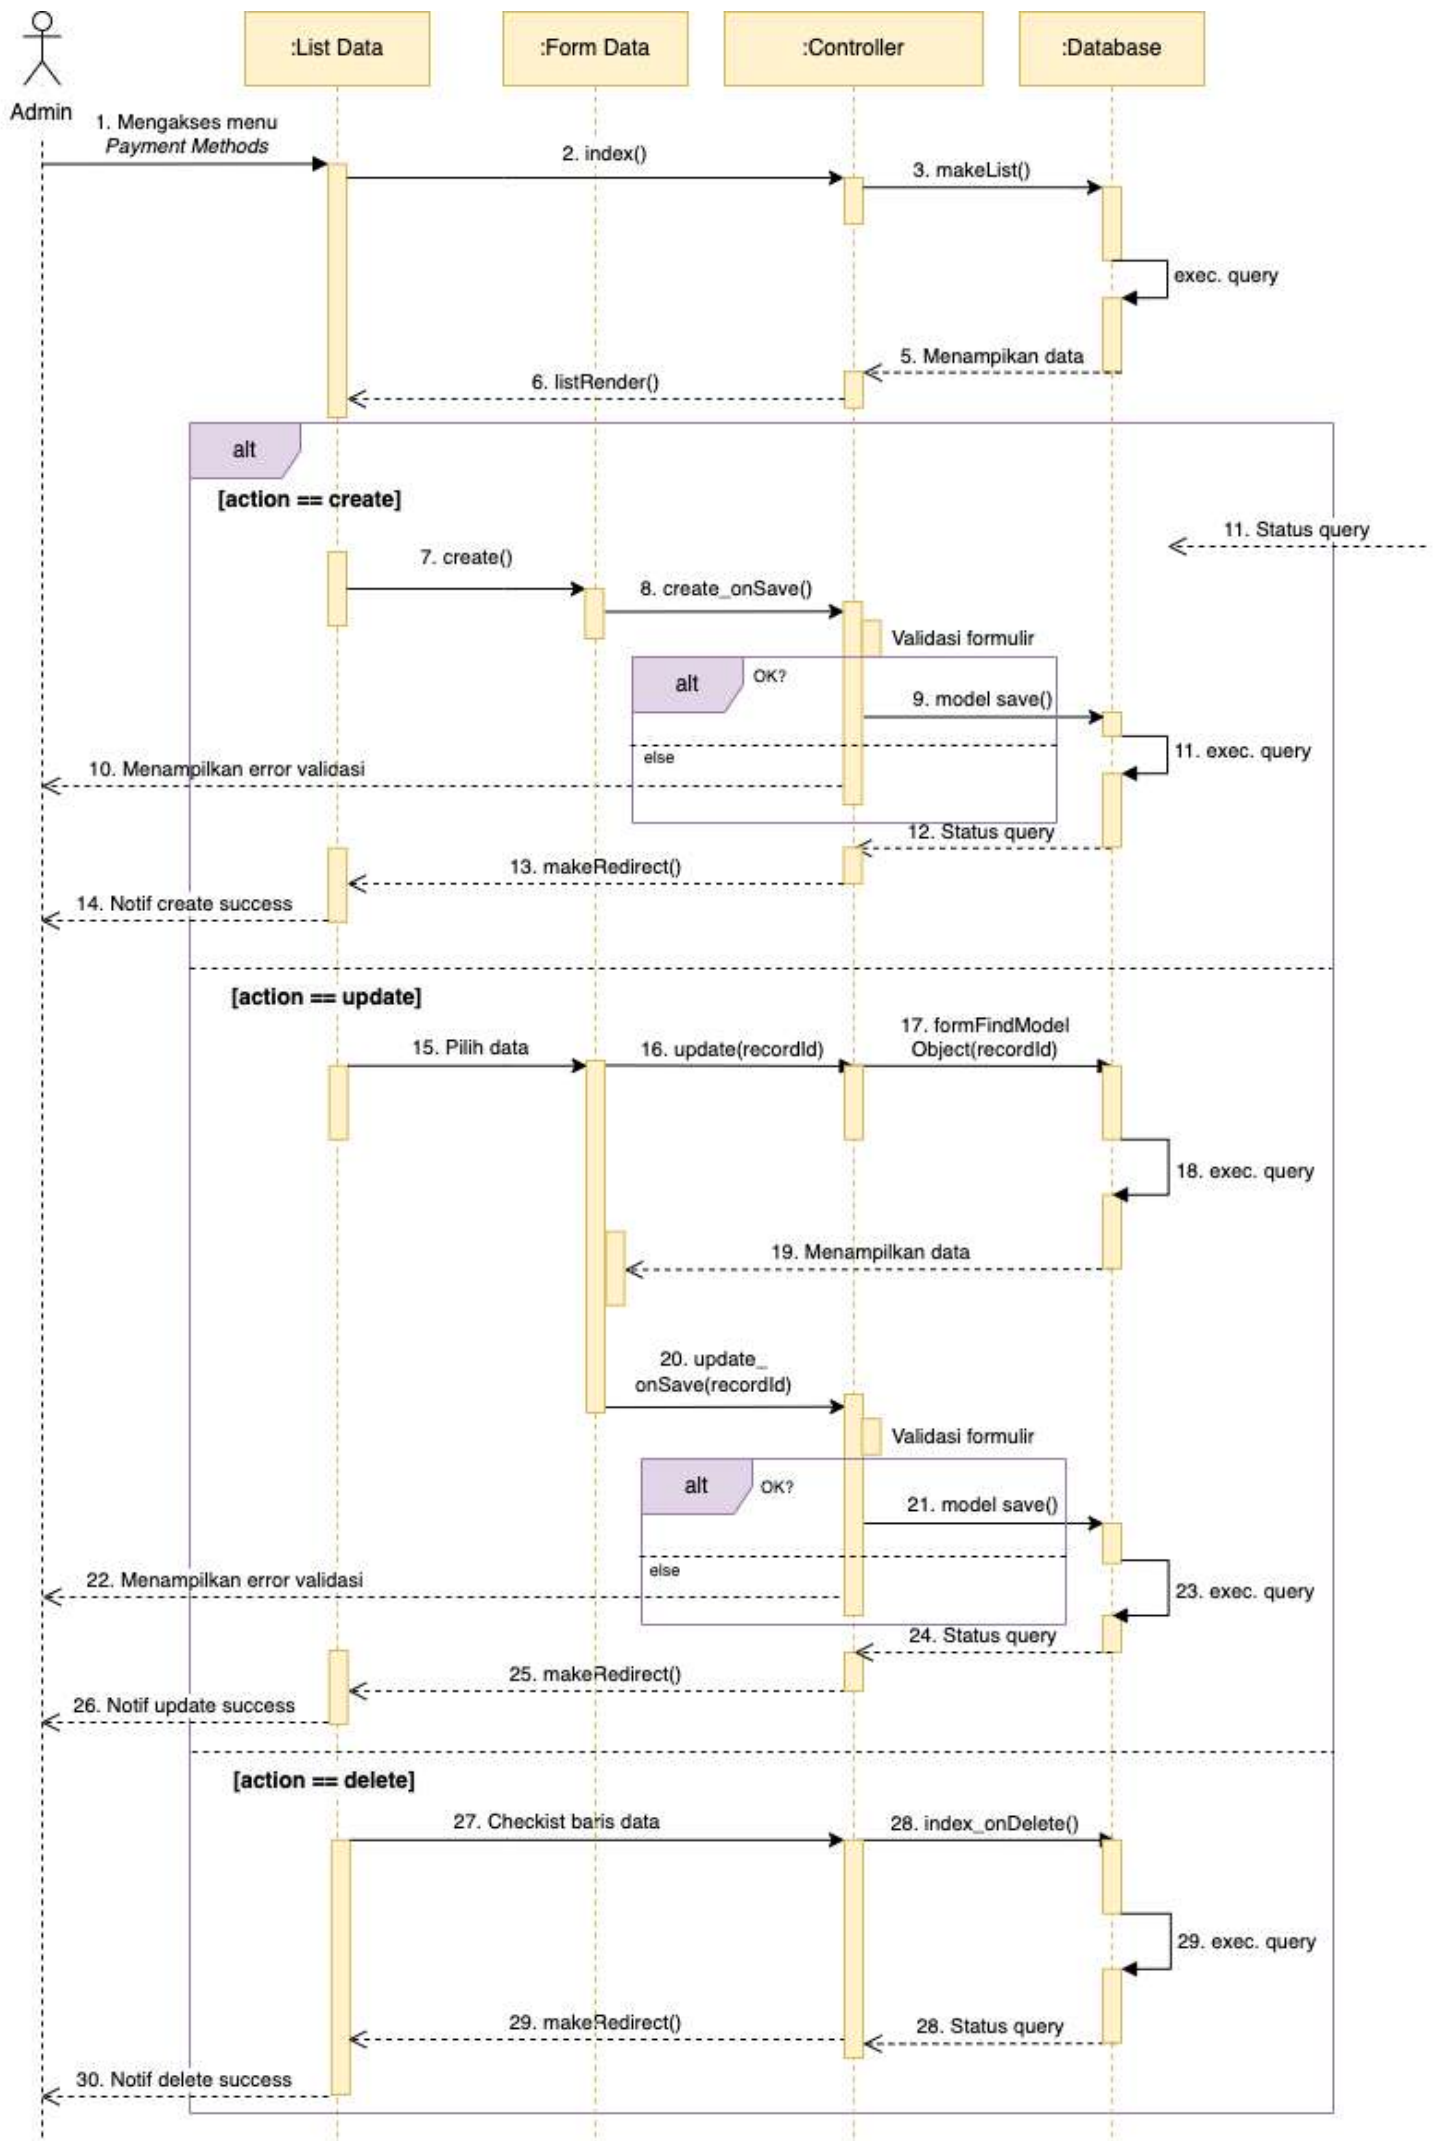 :List Data
:Form Data
:Controller
:Database
Admin
1. Mengakses menu
Payment Methods
2. index()
3. makeList()
exec. query
5. Menampikan data
6. listRender()
alt
[action == create]
11. Status query
7. create()
8. create_onSave()
Validasi formulir
alt
OK?
9. model save()
else
11. exec. query
10. Menampilkan error validasi
12. Status query
13. makeRedirect()
14. Notif create success
[action == update]
15. Pilih data
16. update(recordId)
17. formFindModel
Object(recordId)
18. exec. query
19. Menampilkan data
20. update_
onSave(recordId)
Validasi formulir
alt
OK?
21. model save()
else
22. Menampilkan error validasi
23. exec. query
24. Status query
25. makeRedirect()
26. Notif update success
[action == delete]
27. Checkist baris data
28. index_onDelete()
29. exec. query
29. makeRedirect()
28. Status query
30. Notif delete success